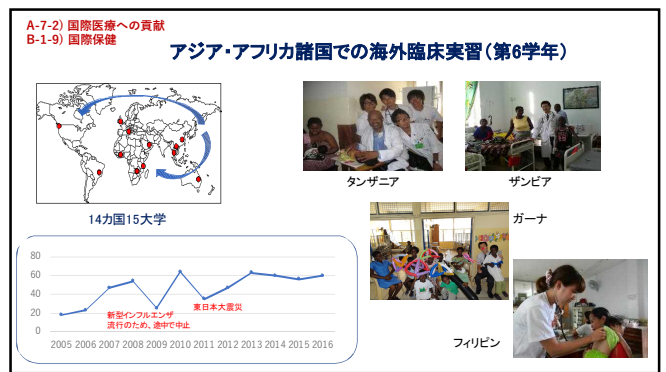 A-7-2) 国際医療への貢献
B-1-9) 国際保健
アジア・アフリカ諸国での海外臨床実習（第6学年）
タンザニア
ザンビア
14カ国15大学
ガーナ
80
60
40
20
0
新型インフルエンザ
流行のため、途中で中止
東日本大震災
2005 2006 2007 2008 2009 2010 2011 2012 2013 2014 2015 2016
フィリピン